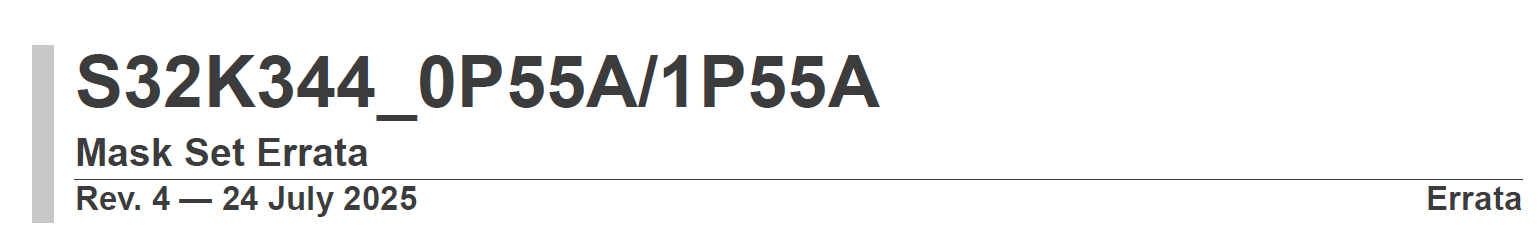 S32K344_0P55A/1P55A
Mask Set Errata
Rev. 4 — 24 July 2025 Errata